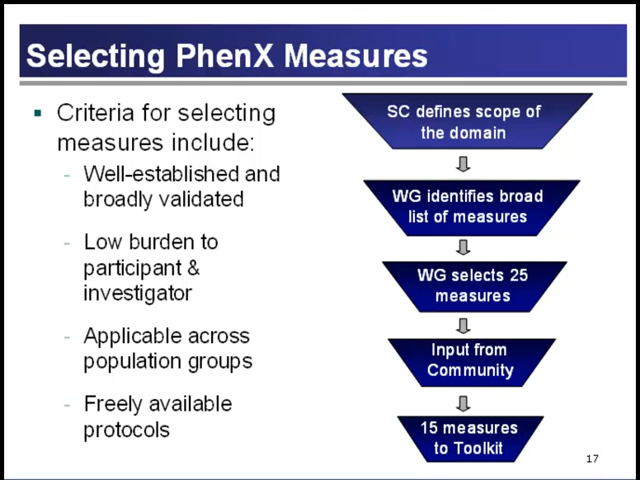 Selecting PhenX Measures
Criteria for selecting
measures include:
- Well-established and
broadly validated
- Low burden to
participant &
investigator
- Applicable across
population groups
- Freely available
protocols
SC defines scope of
the domain
WG identifies broad
list of measures
WG selects 25
measures
Input from
Community
15 measures
to Toolkit
17